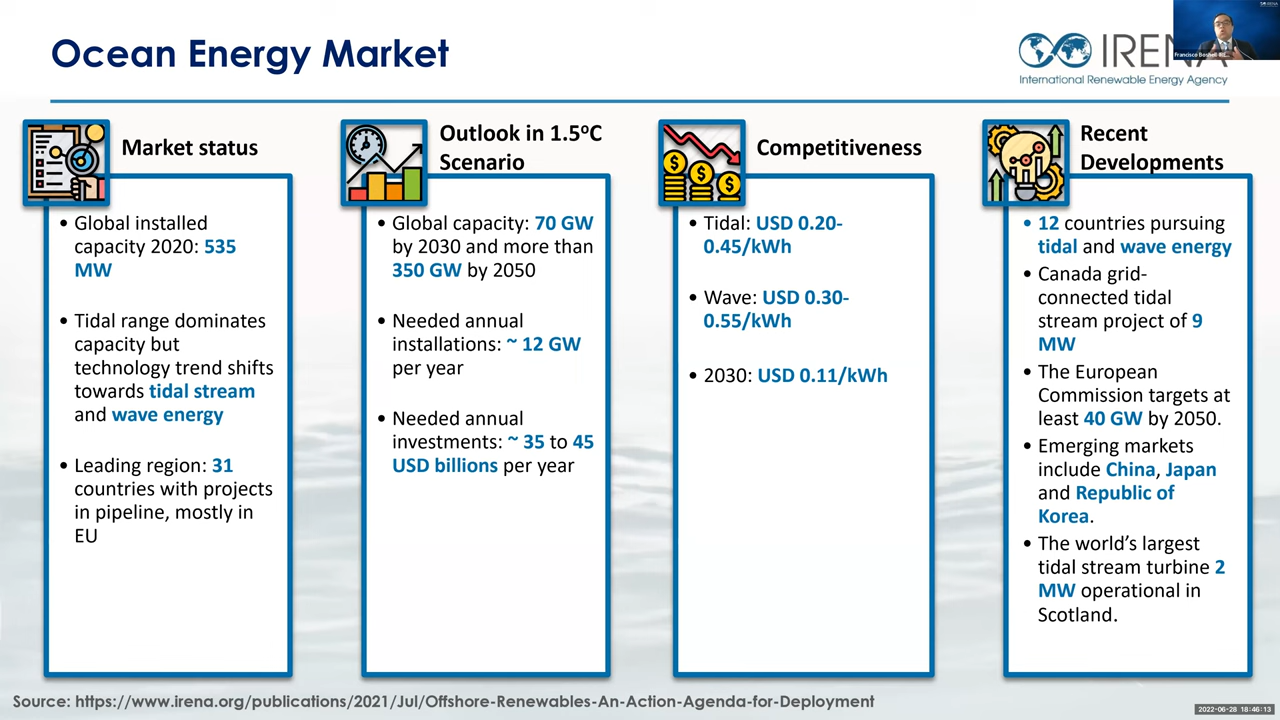 Ocean Energy Market
IRENA
International Renewable Energy Agency
Market status
• Global installed
capacity 2020: 535
MW
• Tidal range dominates
capacity but
technology trend shifts
towards tidal stream
and wave energy
• Leading region: 31
countries with projects
in pipeline, mostly in
EU
Outlook in 1.5°C
Scenario
• Global capacity: 70 GW
by 2030 and more than
350 GW by 2050
• Needed annual
installations: ~ 12 GW
per year
• Needed annual
investments: ~ 35 to 45
USD billions per year
Competitiveness
• Tidal: USD 0.20-
0.45/kWh
• Wave: USD 0.30-
0.55/kWh
• 2030: USD 0.11/kWh
Recent
Developments
• 12 countries pursuing
tidal and wave energy
• Canada grid-
connected tidal
stream project of 9
MW
• The European
Commission targets at
least 40 GW by 2050.
• Emerging markets
include China, Japan
and Republic of
Korea.
• The world's largest
tidal stream turbine 2
MW operational in
Scotland.
Source: https://www.irena.org/publications/2021/Jul/Offshore-Renewables-An-Action-Agenda-for-Deployment
2022-06-28 18:46:13